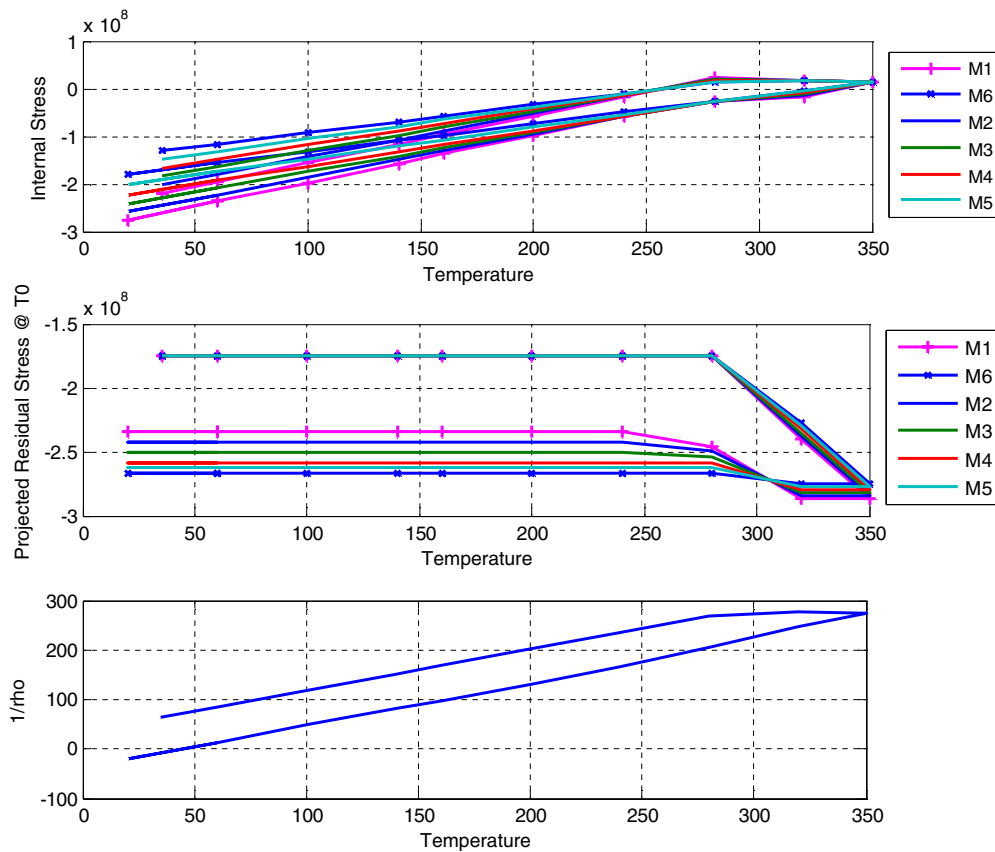 x 10^8
1
0
-1
-2
-3
Internal Stress
0 50 100 150 200 250 300 350
Temperature
M1
M6
M2
M3
M4
M5
x 10^8
-1.5
-2
-2.5
-3
Projected Residual Stress @ T0
0 50 100 150 200 250 300 350
Temperature
M1
M6
M2
M3
M4
M5
300
200
100
0
-100
1/rho
0 50 100 150 200 250 300 350
Temperature